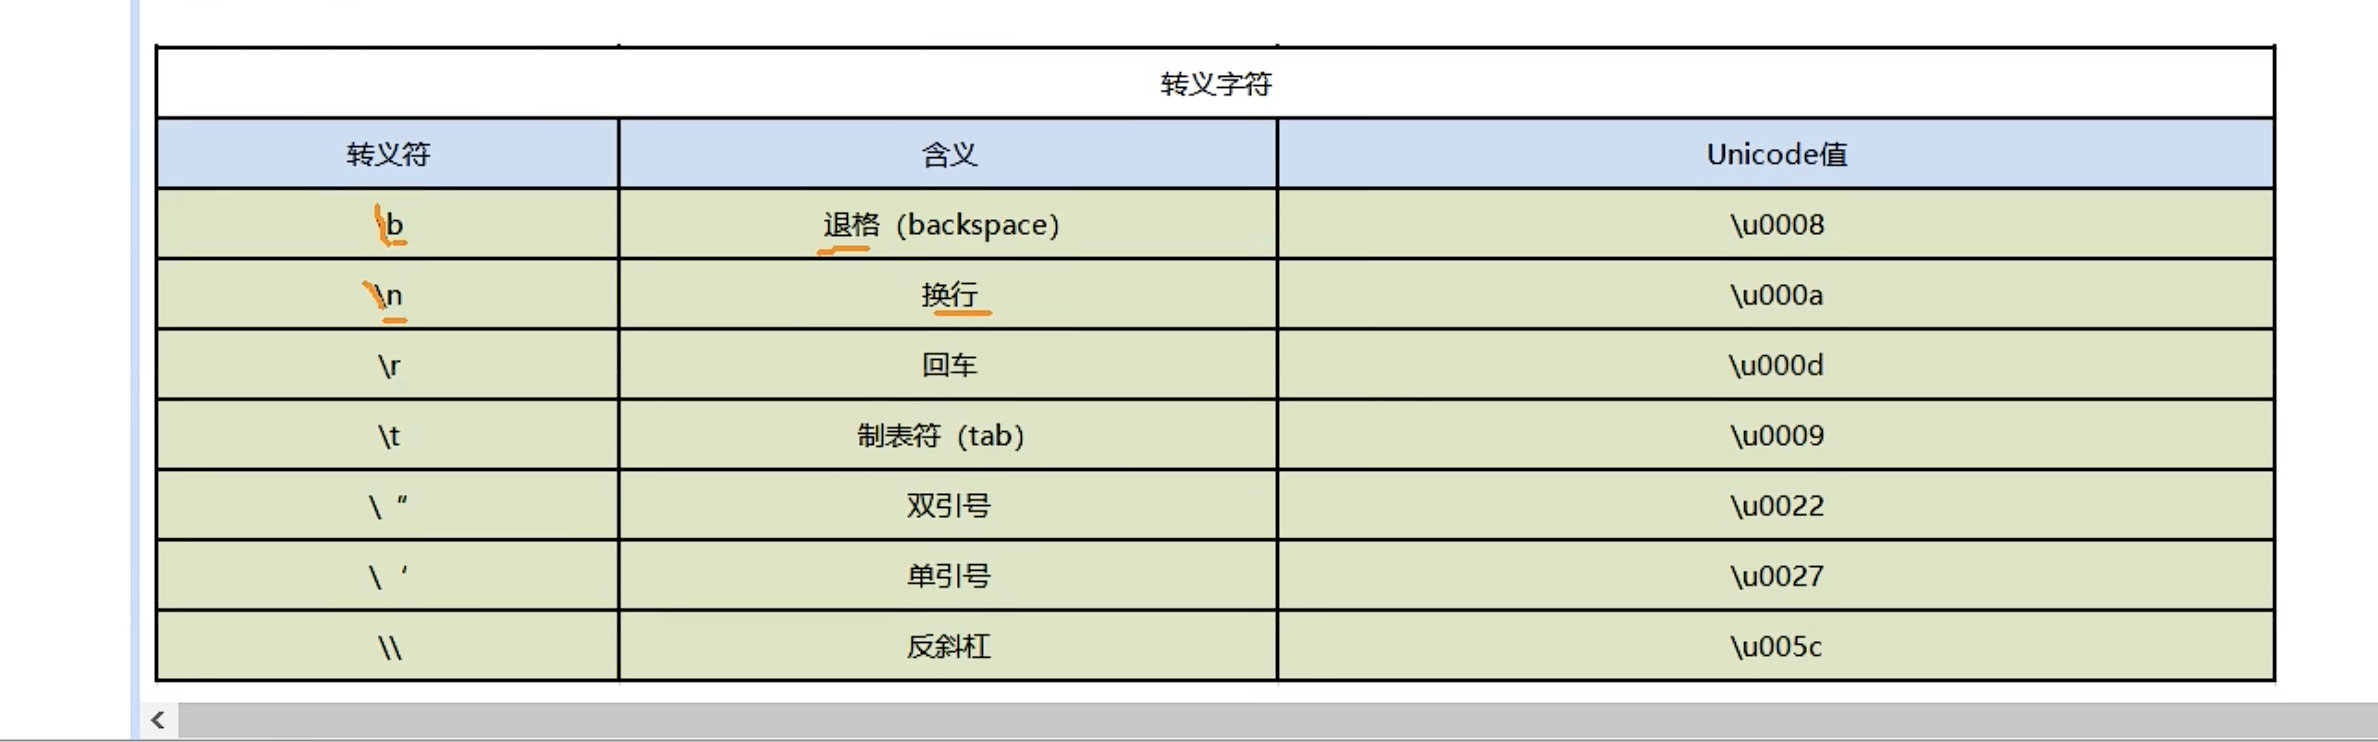 转义字符
转义符 含义 Unicode值
\b 退格（backspace） \u0008
\n 换行 \u000a
\r 回车 \u000d
\t 制表符（tab） \u0009
\ “ 双引号 \u0022
\ ‘ 单引号 \u0027
\\ 反斜杠 \u005c